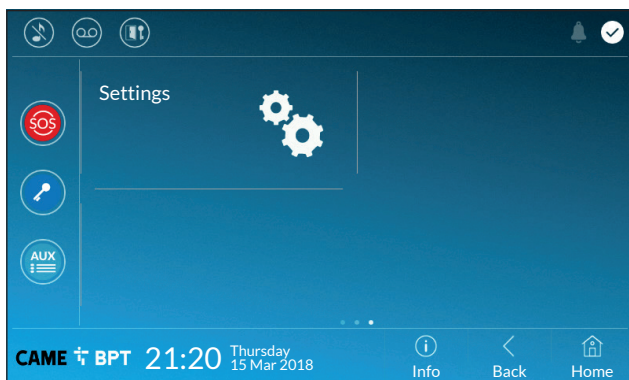 Settings
SOS
AUX
CAME BPT
21:20
Thursday
15 Mar 2018
Info
Back
Home